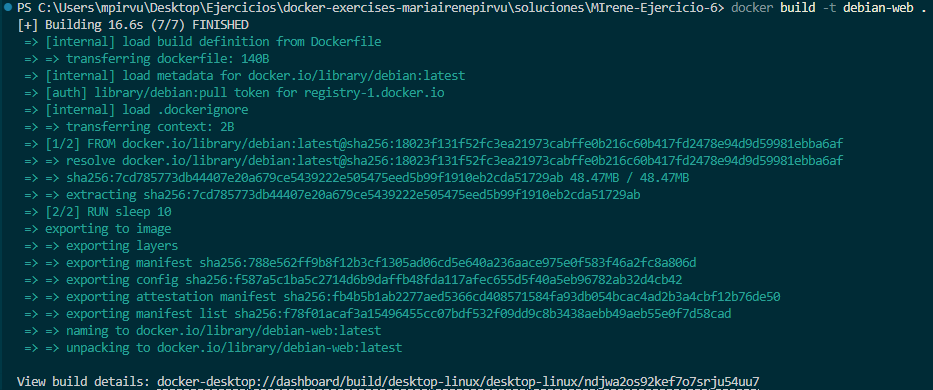 PS C:\Users\mpirvu\Desktop\Ejercicios\docker-exercises-mariairenepirvu\soluciones\MIrene-Ejercicio-6> docker build -t debian-web .
[+] Building 16.6s (7/7) FINISHED
=> [internal] load build definition from Dockerfile
=> => transferring dockerfile: 140B
=> [internal] load metadata for docker.io/library/debian:latest
=> [auth] library/debian:pull token for registry-1.docker.io
=> [internal] load .dockerignore
=> => transferring context: 2B
=> [1/2] FROM docker.io/library/debian:latest@sha256:18023f131f52fc3ea21973cabffe0b216c60b417fd2478e94d9d59981ebba6af
=> => resolve docker.io/library/debian:latest@sha256:18023f131f52fc3ea21973cabffe0b216c60b417fd2478e94d9d59981ebba6af
=> => sha256:7cd785773db44407e20a679ce5439222e505475eed5b99f1910eb2cda51729ab 48.47MB / 48.47MB
=> => extracting sha256:7cd785773db44407e20a679ce5439222e505475eed5b99f1910eb2cda51729ab
=> [2/2] RUN sleep 10
=> exporting to image
=> => exporting layers
=> => exporting manifest sha256:788e562ff9b8f12b3cf1305ad06cd5e640a236aace975e0f583f46a2fc8a806d
=> => exporting config sha256:f587a5c1ba5c2714d6b9daffb48fda117afec655d5f40a5eb96782ab32d4cb42
=> => exporting attestation manifest sha256:fb4b5b1ab2277aed5366cd408571584fa93db054bcac4ad2b3a4cbf12b76de50
=> => exporting manifest list sha256:f78f01acaf3a15496455cc07bdf532f09dd9c8b3438aebb49aeb55e0f7d58cad
=> => naming to docker.io/library/debian-web:latest
=> => unpacking to docker.io/library/debian-web:latest
View build details: docker-desktop://dashboard/build/desktop-linux/desktop-linux/ndjwa2os92kef7o7srju54uu7